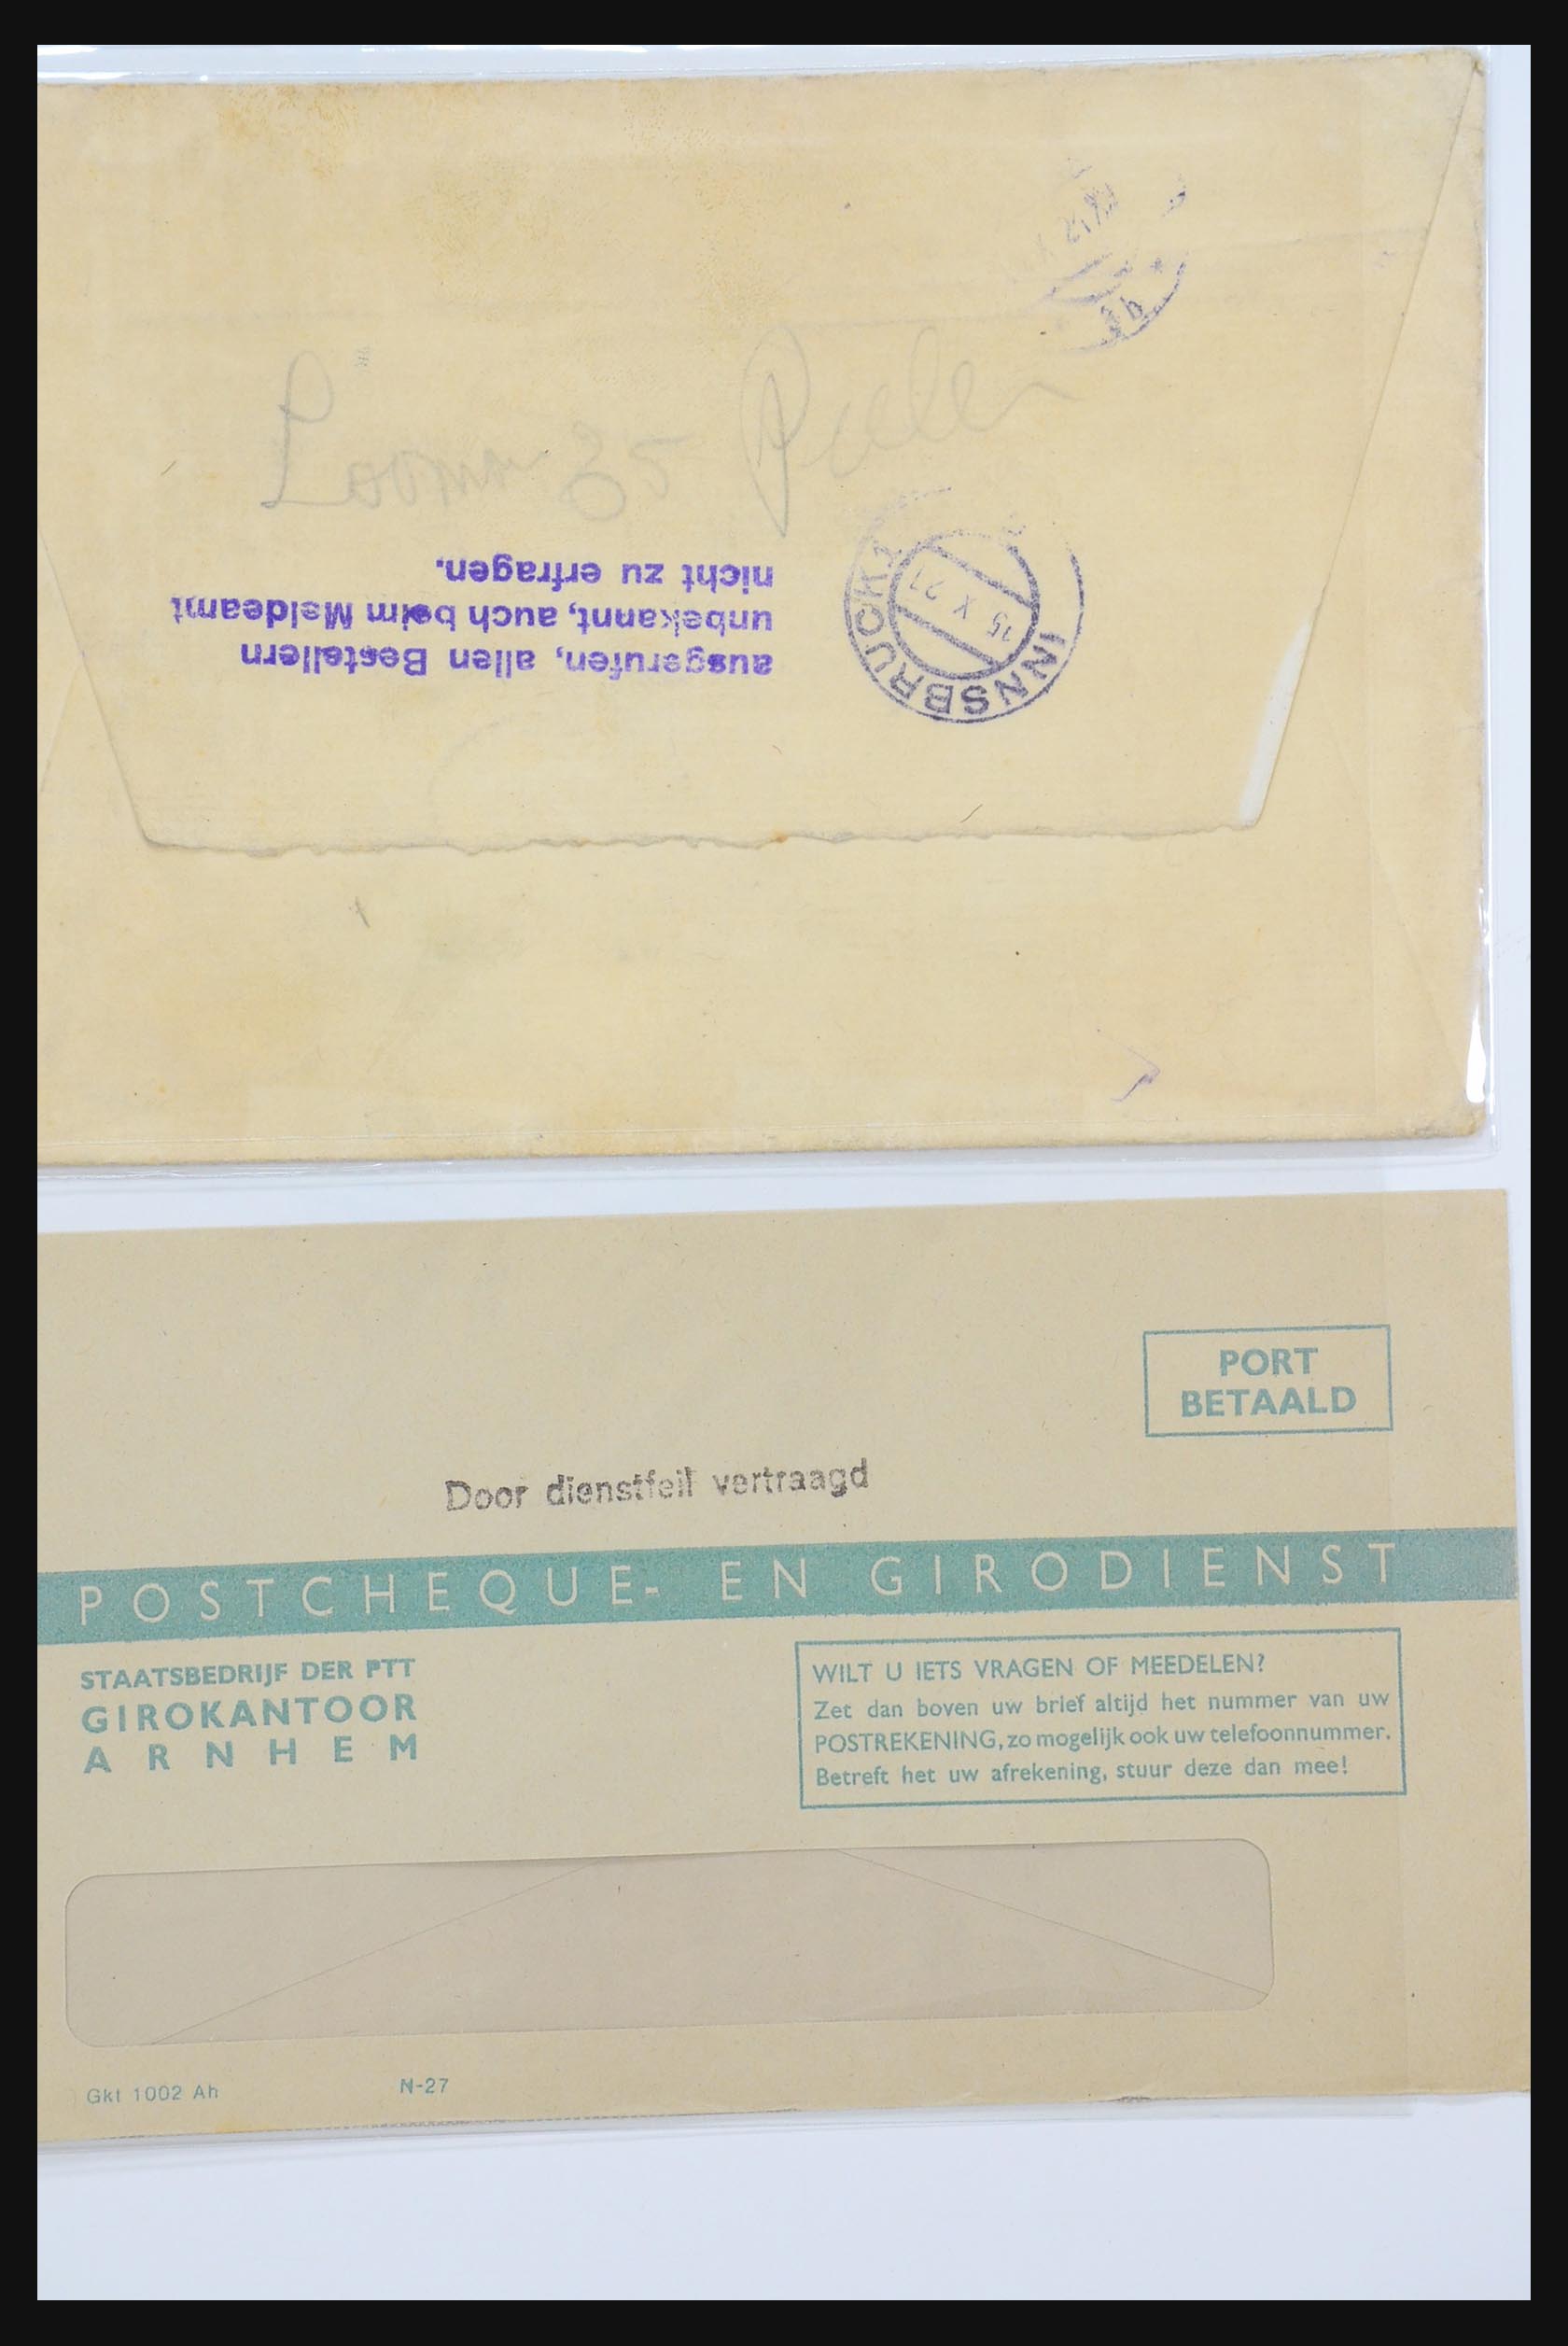 ausgerufen, allen Bestellern
unbekannt, auch beim Meldeamt
nicht zu erfragen.
INNSBRUCK 1
15 X 21
3b
PORT
BETAALD
Door dienstfeil vertraagd
POSTCHEQUE- EN GIRODIENST
STAATSBEDRIJF DER PTT
GIROKANTOOR
ARNHEM
WILT U IETS VRAGEN OF MEEDELEN?
Zet dan boven uw brief altijd het nummer van uw
POSTREKENING, zo mogelijk ook uw telefoonnummer.
Betreft het uw afrekening, stuur deze dan mee!
Gkt 1002 Ah
N-27